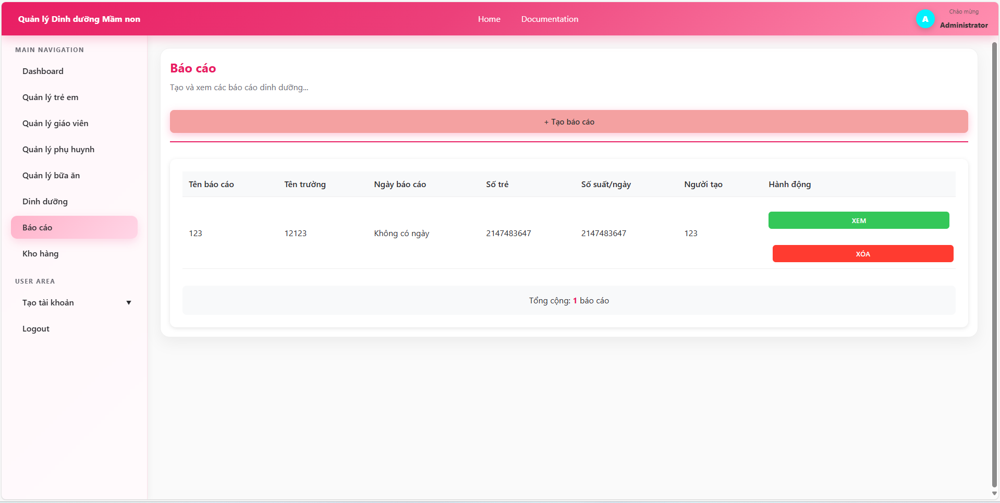 Quản lý Dinh dưỡng Mầm non
Home
Documentation
A
Chào mừng
Administrator
MAIN NAVIGATION
Dashboard
Quản lý trẻ em
Quản lý giáo viên
Quản lý phụ huynh
Quản lý bữa ăn
Dinh dưỡng
Báo cáo
Kho hàng
USER AREA
Tạo tài khoản ▼
Logout
Báo cáo
Tạo và xem các báo cáo dinh dưỡng...
+ Tạo báo cáo
Tên báo cáo Tên trường Ngày báo cáo Số trẻ Số suất/ngày Người tạo Hành động
123 12123 Không có ngày 2147483647 2147483647 123
XEM
XÓA
Tổng cộng: 1 báo cáo